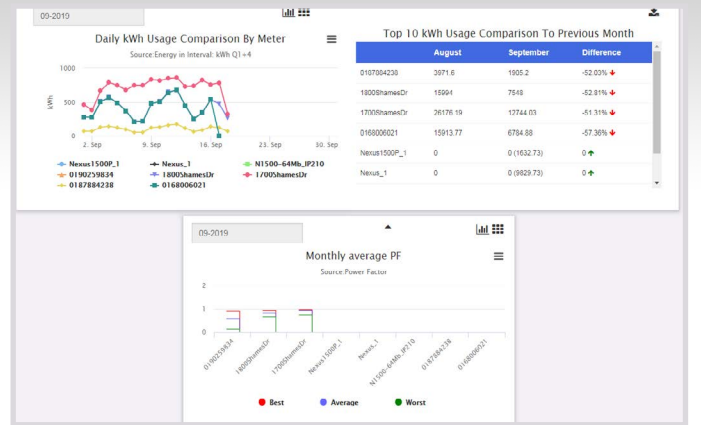 09-2019
Daily kWh Usage Comparison By Meter
Source:Energy in Interval: kWh Q1+4
1000
500
0
kWh
2. Sep
9. Sep
16. Sep
23. Sep
30. Sep
Nexus1500P_1
Nexus_1
N1500-64Mb_IP210
0190259834
1800ShamesDr
1700ShamesDr
0187884238
0168006021
Top 10 kWh Usage Comparison To Previous Month
August September Difference
0187884238 3971.6 1905.2 -52.03%
1800ShamesDr 15994 7548 -52.81%
1700ShamesDr 26176.19 12744.03 -51.31%
0168006021 15913.77 6784.88 -57.36%
Nexus1500P_1 0 0 (1632.73) 0
Nexus_1 0 0 (9829.73) 0
09-2019
Monthly average PF
Source:Power Factor
2
1
0
0190259834
1800ShamesDr
1700ShamesDr
Nexus1500P_1
Nexus_1
N1500-64Mb_IP210
0187884238
0168006021
Best
Average
Worst